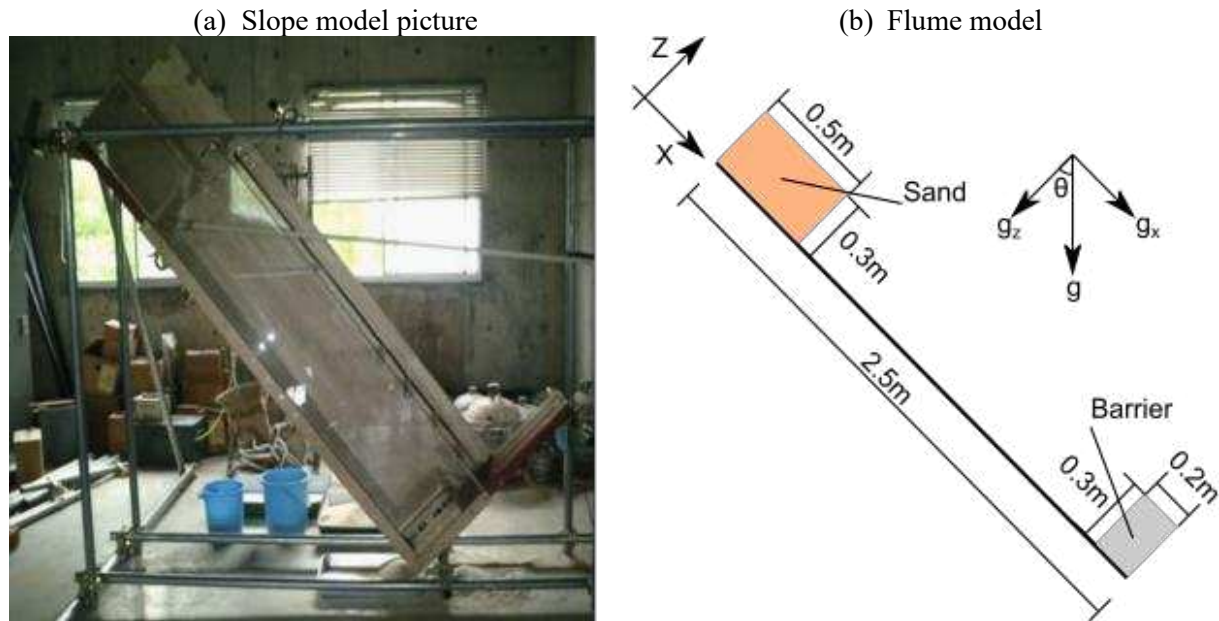 (a) Slope model picture
(b) Flume model
Z
X
0.5m
Sand
0.3m
θ
g_z
g_x
g
2.5m
Barrier
0.3m
0.2m